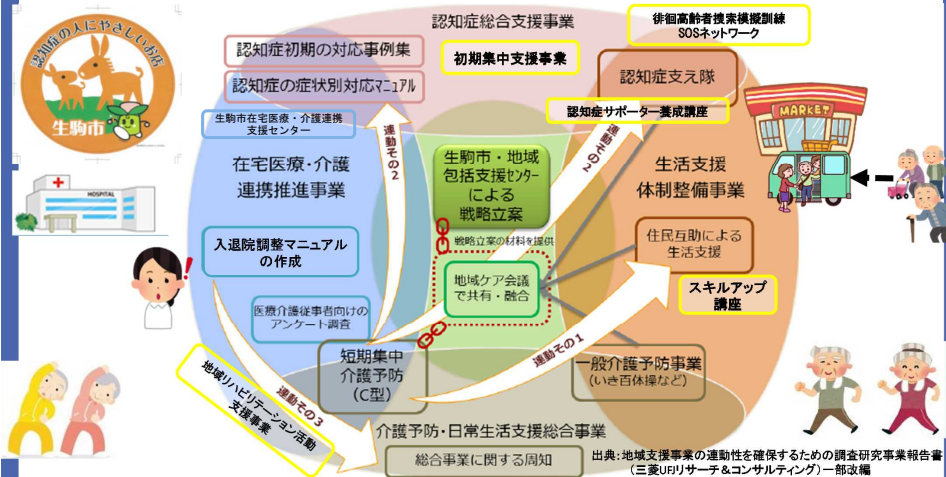 認知症の人にやさしいお店
生駒市
HOSPITAL
認知症総合支援事業
認知症初期の対応事例集
認知症の症状別対応マニュアル
初期集中支援事業
徘徊高齢者捜索模擬訓練
SOSネットワーク
認知症支え隊
認知症サポーター養成講座
MARKET
生駒市在宅医療・介護連携
支援センター
在宅医療・介護
連携推進事業
連動その2
生駒市・地域
包括支援センター
による
戦略立案
連動その2
生活支援
体制整備事業
戦略立案の材料を提供
入退院調整マニュアル
の作成
地域ケア会議
で共有・融合
住民互助による
生活支援
スキルアップ
講座
医療介護従事者向けの
アンケート調査
短期集中
介護予防
(C型)
連動その1
一般介護予防事業
(いき百体操など)
地域リハビリテーション活動
支援事業
連動その3
介護予防・日常生活支援総合事業
総合事業に関する周知
出典:地域支援事業の連動性を確保するための調査研究事業報告書
(三菱UFJリサーチ&コンサルティング)一部改編